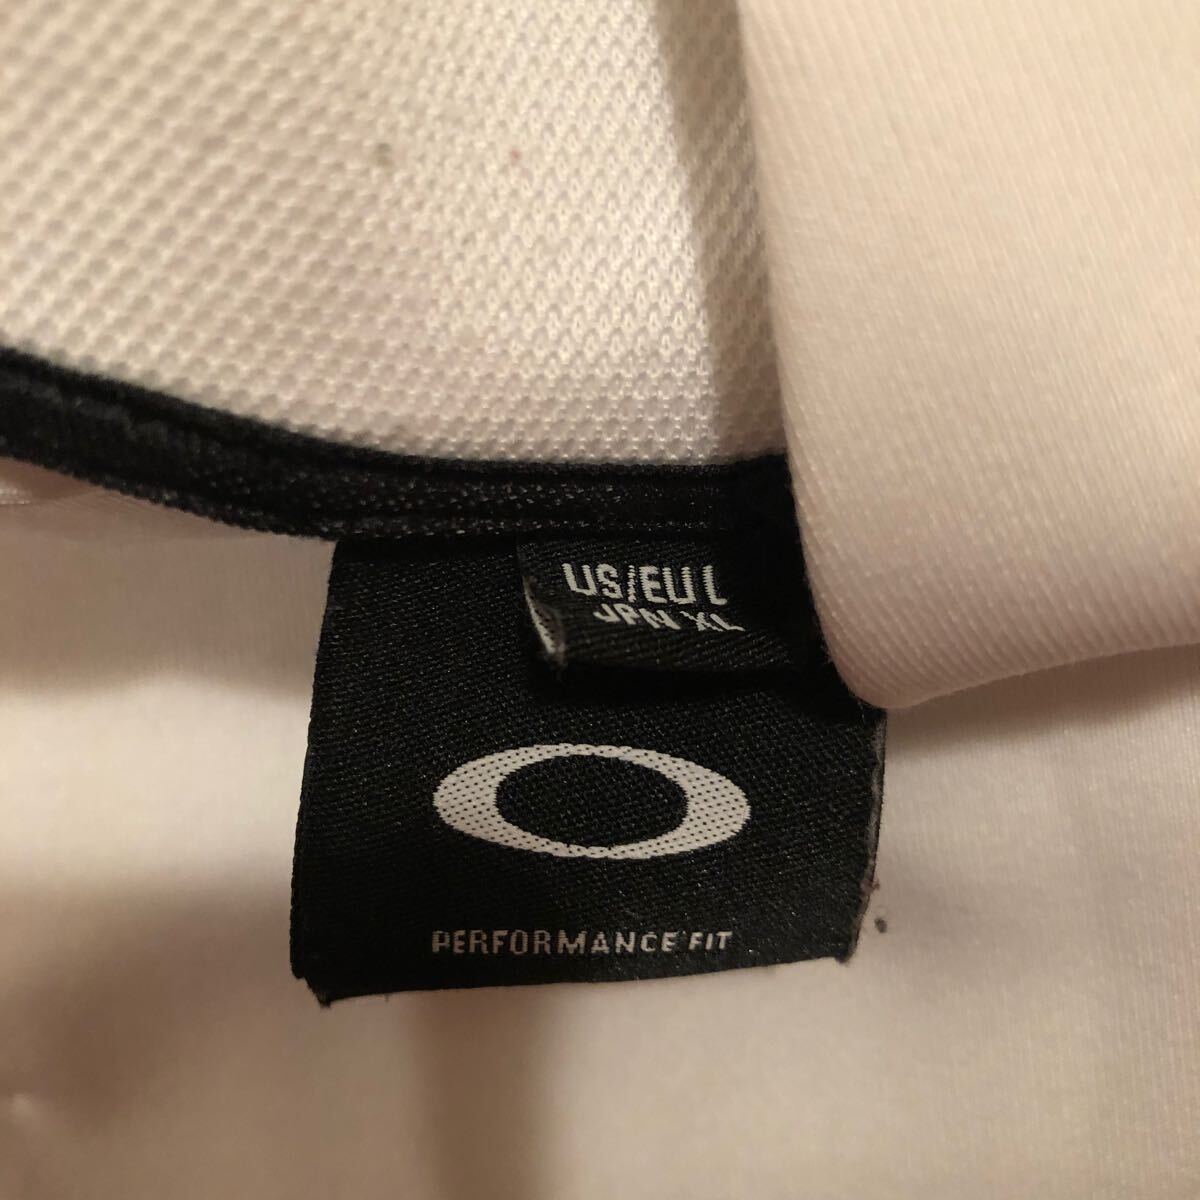 US/EU L
JPN XL
PERFORMANCE FIT